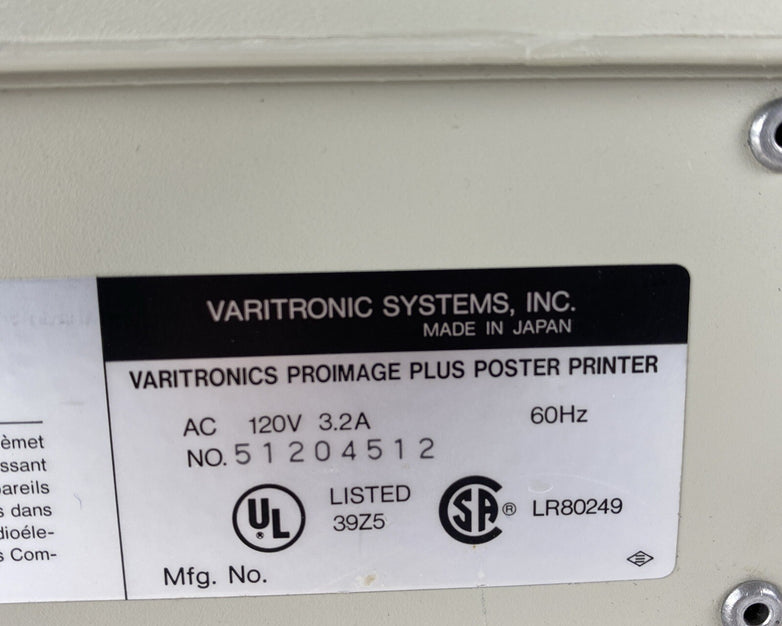 VARITRONIC SYSTEMS, INC.
MADE IN JAPAN
VARITRONICS PROIMAGE PLUS POSTER PRINTER
AC 120V 3.2A 60Hz
NO. 51204512
UL LISTED
39Z5
SA ® LR80249
Mfg. No.
èmet
ssant
areils
s dans
dioéle-
s Com-